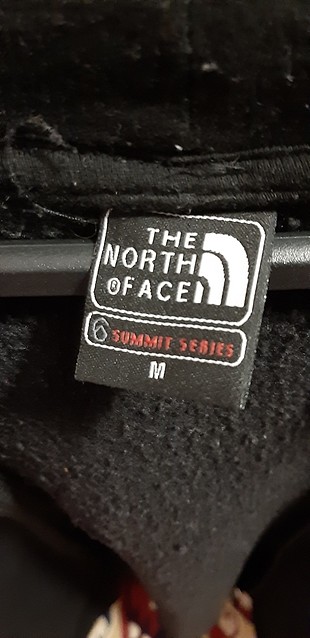 THE
NORTH
®FACE
SUMMIT SERIES
M